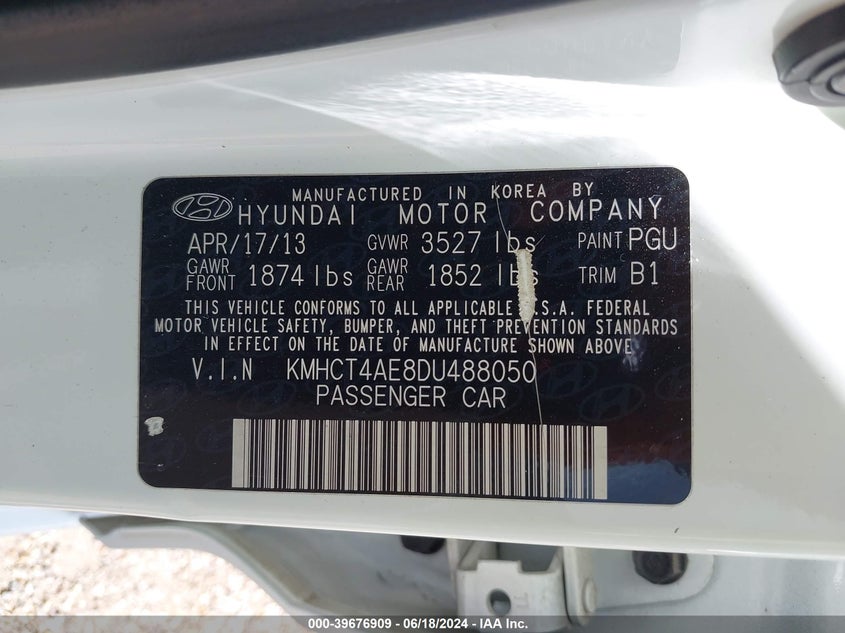 MANUFACTURED IN KOREA BY
HYUNDAI MOTOR COMPANY
APR/17/13 GVWR 3527 lbs PAINT PGU
GAWR FRONT 1874 lbs GAWR REAR 1852 lbs TRIM B1
THIS VEHICLE CONFORMS TO ALL APPLICABLE U.S.A. FEDERAL
MOTOR VEHICLE SAFETY, BUMPER, AND THEFT PREVENTION STANDARDS
IN EFFECT ON THE DATE OF MANUFACTURE SHOWN ABOVE
V.I.N KMHCT4AE8DU488050
PASSENGER CAR
000-39676909 - 06/18/2024 - IAA Inc.